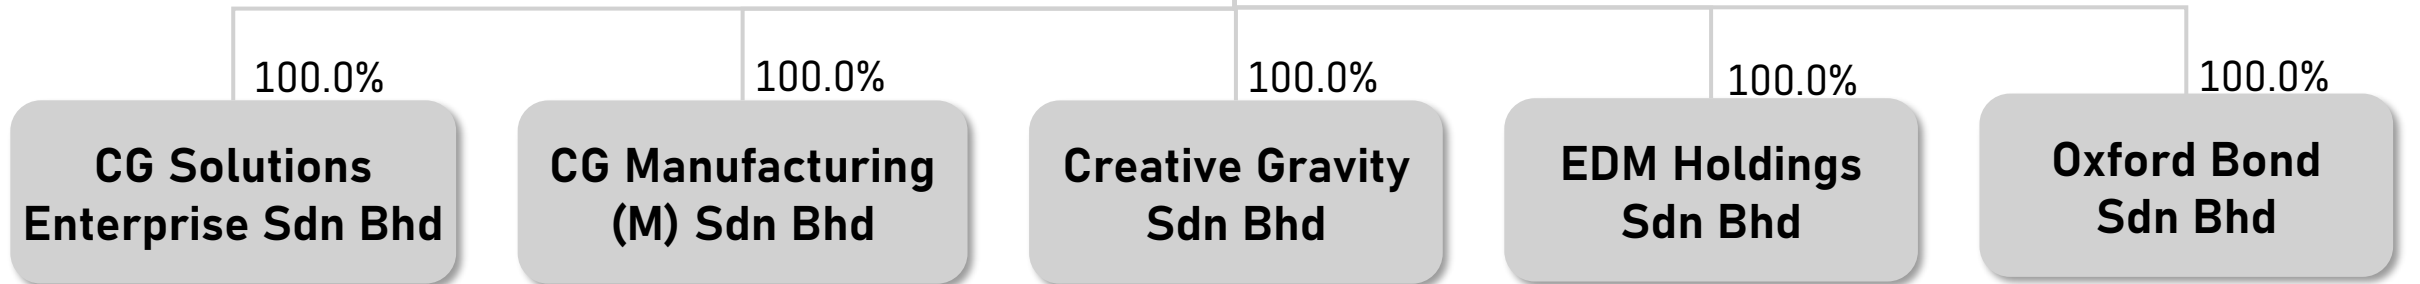 100.0%
100.0%
100.0%
100.0%
100.0%
CG Solutions
Enterprise Sdn Bhd
CG Manufacturing
(M) Sdn Bhd
Creative Gravity
Sdn Bhd
EDM Holdings
Sdn Bhd
Oxford Bond
Sdn Bhd